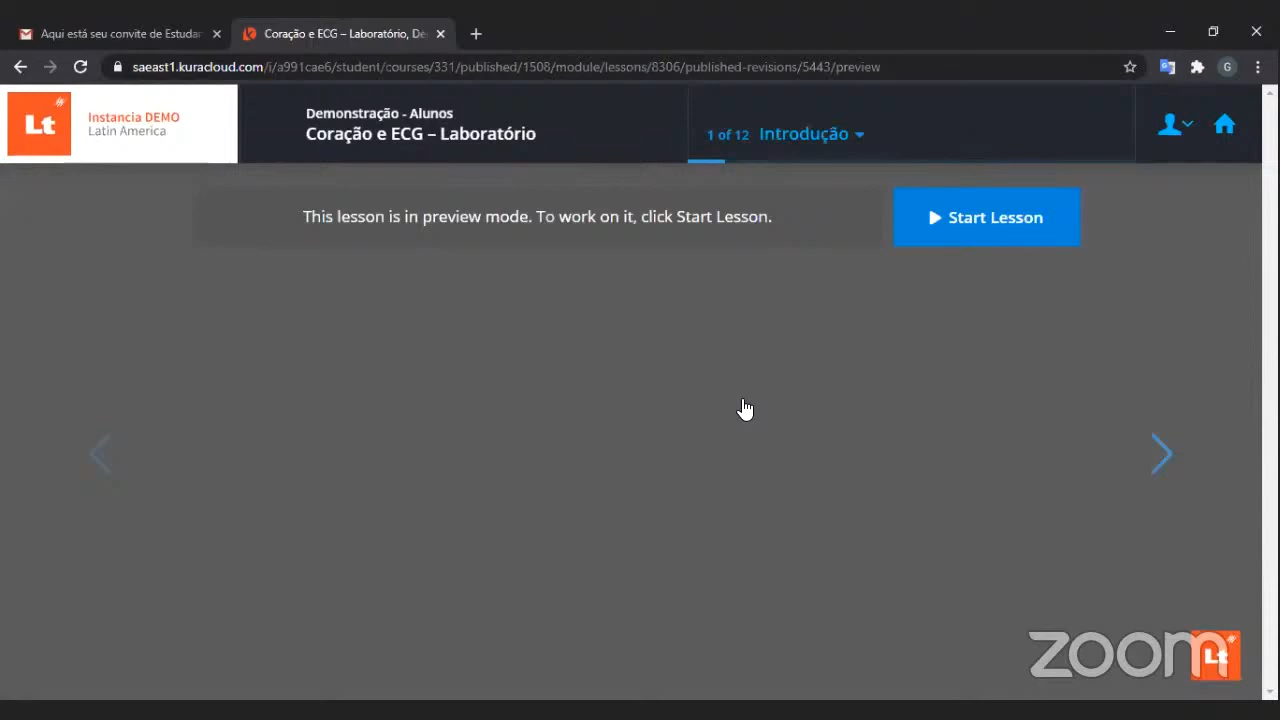 Aqui está seu convite de Estudar
Coração e ECG – Laboratório, De
saeast1.kuracloud.com/i/a991cae6/student/courses/331/published/1508/module/lessons/8306/published-revisions/5443/preview
G
Lt
Instancia DEMO
Latin America
Demonstração - Alunos
Coração e ECG – Laboratório
1 of 12 Introdução
This lesson is in preview mode. To work on it, click Start Lesson.
Start Lesson
zoom
Lt